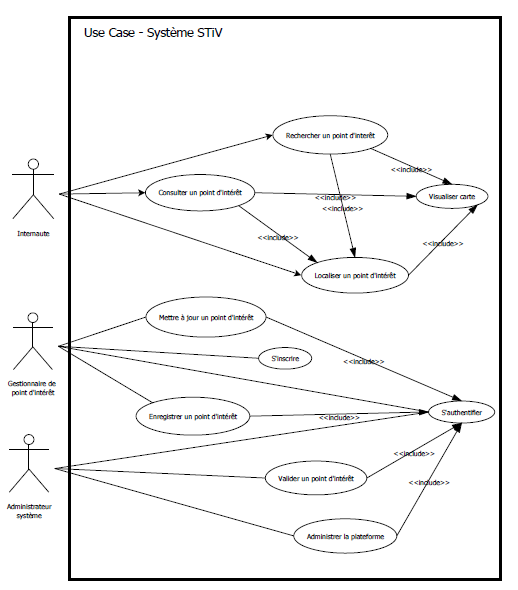 Use Case - Système STiV
Rechercher un point d'interêt
<<include>>
Internaute
Consulter un point d'intérêt
<<include>>
<<include>>
Visualiser carte
<<include>>
<<include>>
Localiser un point d'intérêt
Mettre à jour un point d'intérêt
Gestionnaire de
point d'intérêt
S'inscrire
<<include>>
Enregistrer un point d'intérêt
<<include>>
S'authentifier
Administrateur
système
<<include>>
Valider un point d'intérêt
<<include>>
Administrer la plateforme